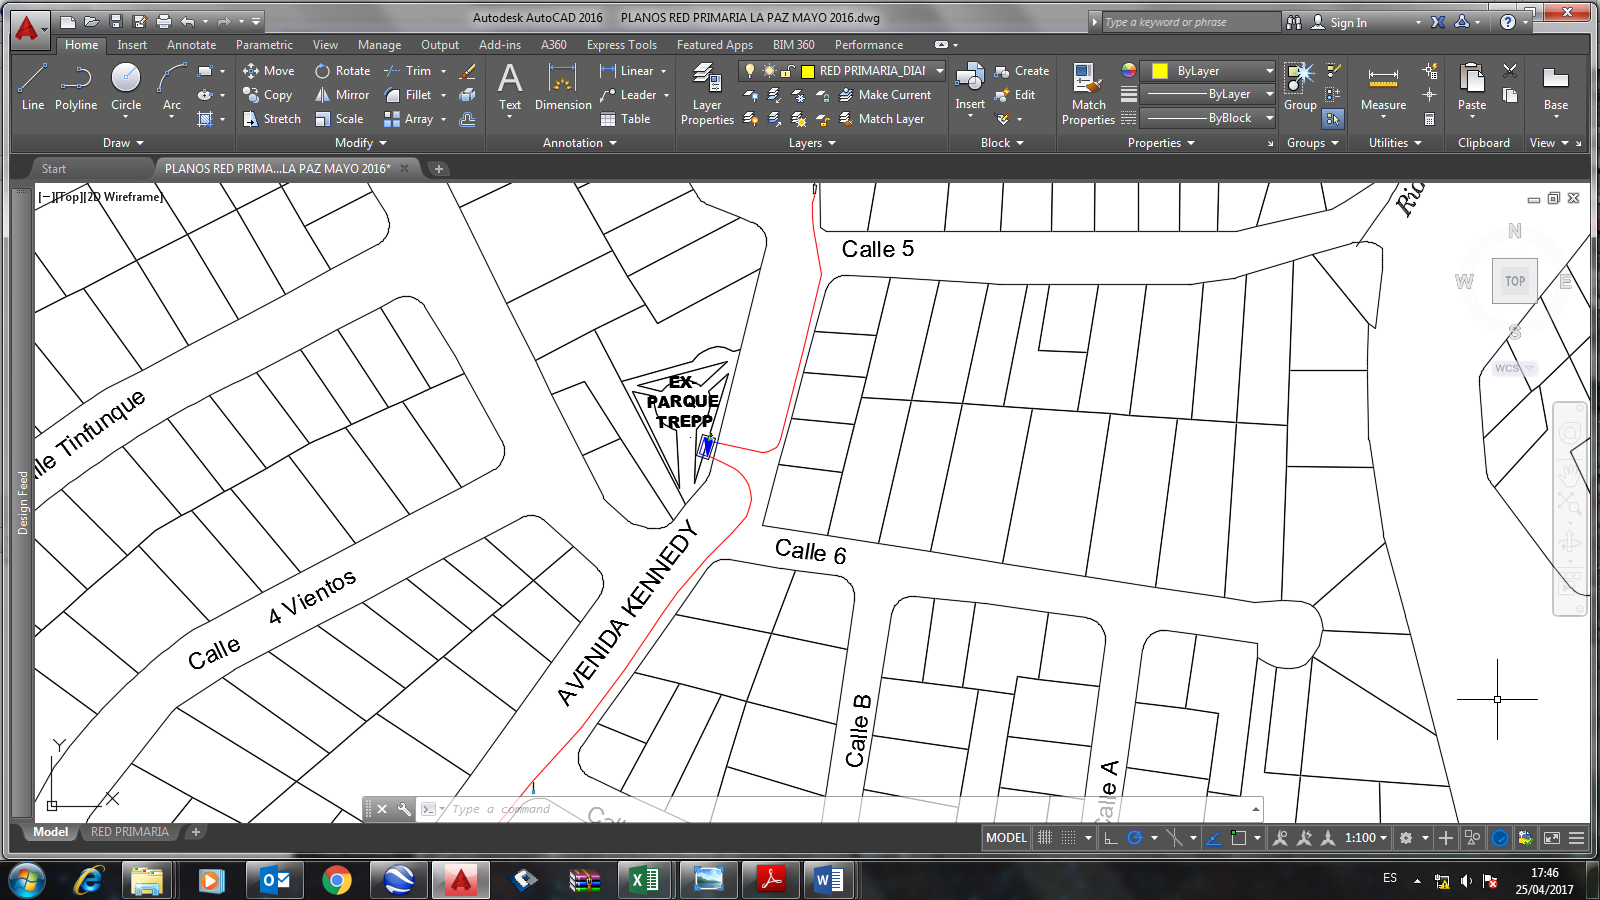 Autodesk AutoCAD 2016 PLANOS RED PRIMARIA LA PAZ MAYO 2016.dwg
Type a keyword or phrase
Sign In
Home Insert Annotate Parametric View Manage Output Add-ins A360 Express Tools Featured Apps BIM 360 Performance
Line Polyline Circle Arc
Move Rotate Trim
Copy Mirror Fillet
Stretch Scale Array
Text Dimension
Linear
Leader
Table
Layer Properties
RED PRIMARIA_DIAM
Make Current
Match Layer
Insert
Create
Edit
Match Properties
ByLayer
ByLayer
ByBlock
Group
Measure
Paste
Base
Draw Modify Annotation Layers Block Properties Groups Utilities Clipboard View
Start
PLANOS RED PRIMA...LA PAZ MAYO 2016*
[−][Top][2D Wireframe]
Calle 5
N
W TOP E
S
WCS
EX-
PARQUE
TREPP
Tinfunque
Design Feed
AVENIDA KENNEDY
Calle 6
Calle 4 Vientos
Calle B
Calle A
Y
X
Type a command
Model RED PRIMARIA
MODEL
1:100
ES
17:46
25/04/2017